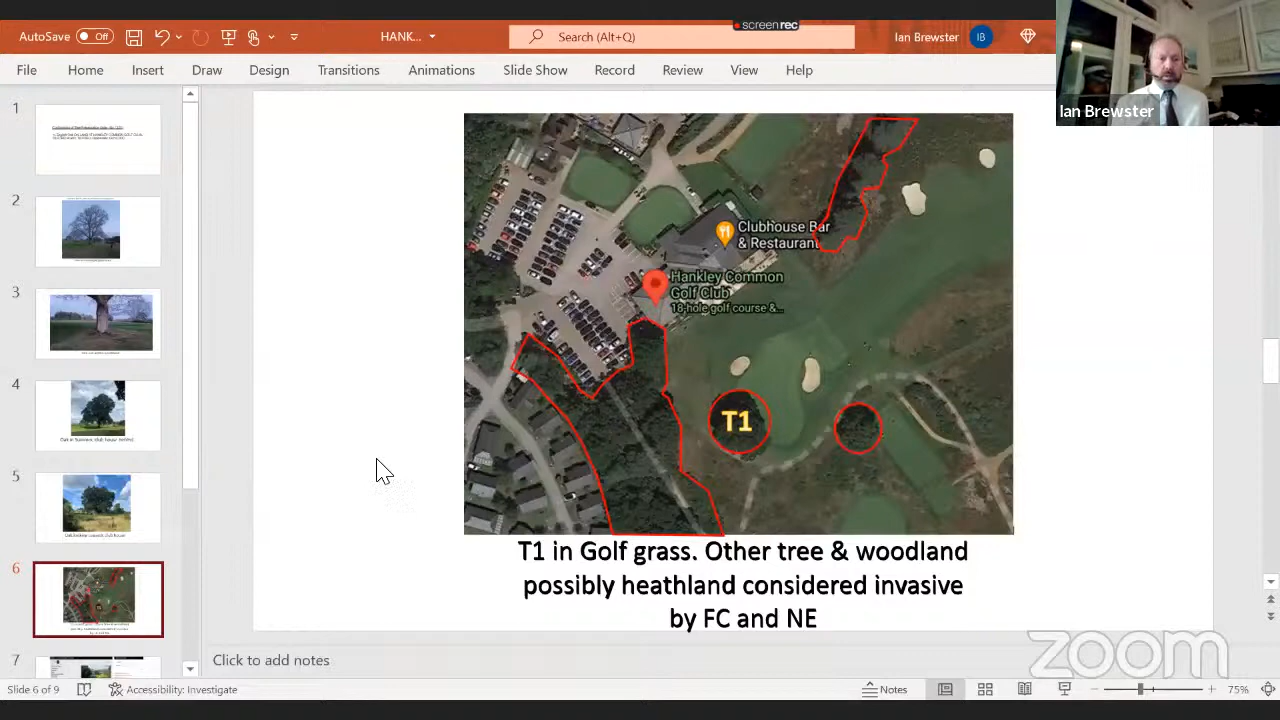 screenrec
AutoSave
Off
HANK...
Search (Alt+Q)
Ian Brewster
IB
File
Home
Insert
Draw
Design
Transitions
Animations
Slide Show
Record
Review
View
Help
Ian Brewster
1
2
3
4
5
6
7
Clubhouse Bar
& Restaurant
Hankley Common
Golf Club
18-hole golf course &...
T1
T1 in Golf grass. Other tree & woodland
possibly heathland considered invasive
by FC and NE
Click to add notes
zoom
Slide 6 of 9
Accessibility: Investigate
Notes
75%